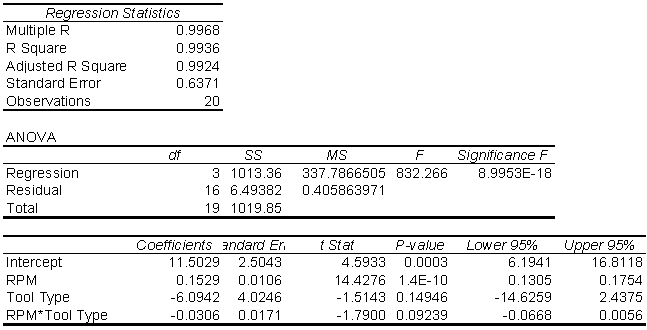 Regression Statistics
Multiple R 0.9968
R Square 0.9936
Adjusted R Square 0.9924
Standard Error 0.6371
Observations 20
ANOVA
df SS MS F Significance F
Regression 3 1013.36 337.7866505 832.266 8.9953E-18
Residual 16 6.49382 0.405863971
Total 19 1019.85
Coefficients andard Err t Stat P-value Lower 95% Upper 95%
Intercept 11.5029 2.5043 4.5933 0.0003 6.1941 16.8118
RPM 0.1529 0.0106 14.4276 1.4E-10 0.1305 0.1754
Tool Type -6.0942 4.0246 -1.5143 0.14946 -14.6259 2.4375
RPM*Tool Type -0.0306 0.0171 -1.7900 0.09239 -0.0668 0.0056